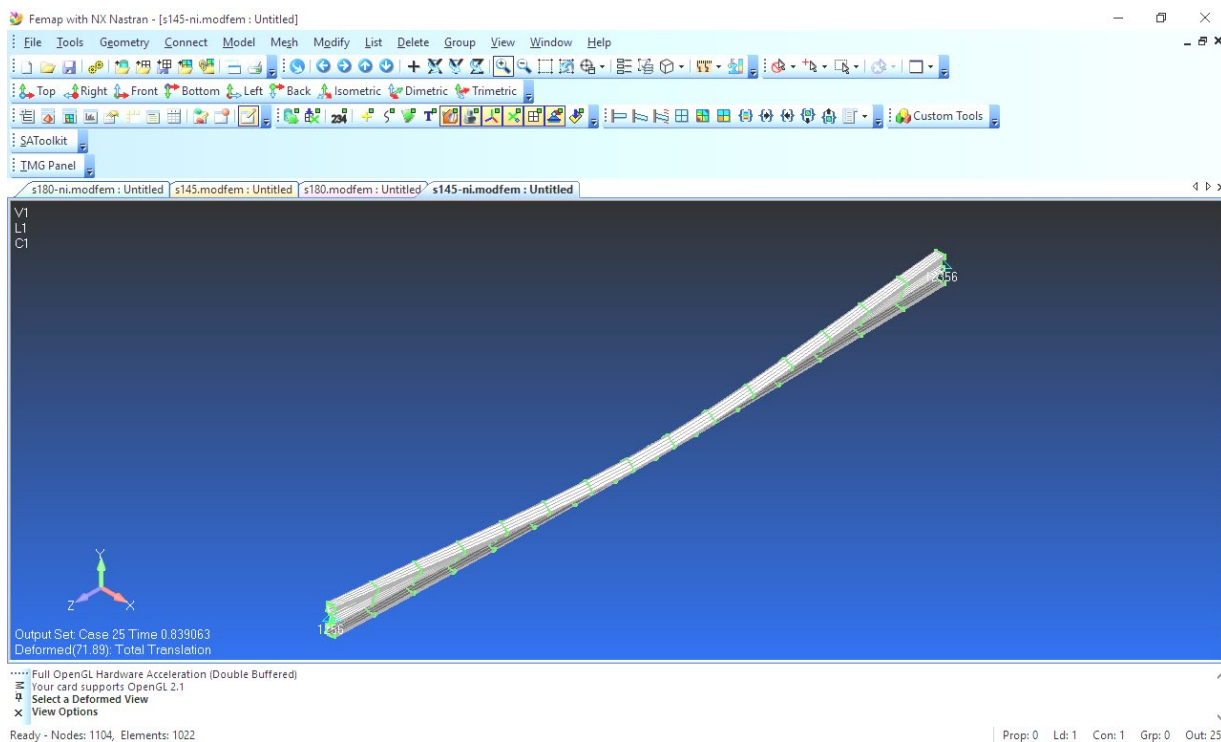 Femap with NX Nastran - [s145-ni.modfem : Untitled]
File Tools Geometry Connect Model Mesh Modify List Delete Group View Window Help
Top Right Front Bottom Left Back Isometric Dimetric Trimetric
234 T Custom Tools
SAToolkit
TMG Panel
s180-ni.modfem : Untitled s145.modfem : Untitled s180.modfem : Untitled s145-ni.modfem : Untitled
V1
L1
C1
12356
Y
Z X
1256
Output Set: Case 25 Time 0.839063
Deformed(71.89): Total Translation
Full OpenGL Hardware Acceleration (Double Buffered)
Your card supports OpenGL 2.1
Select a Deformed View
View Options
Ready - Nodes: 1104, Elements: 1022 Prop: 0 Ld: 1 Con: 1 Grp: 0 Out: 25